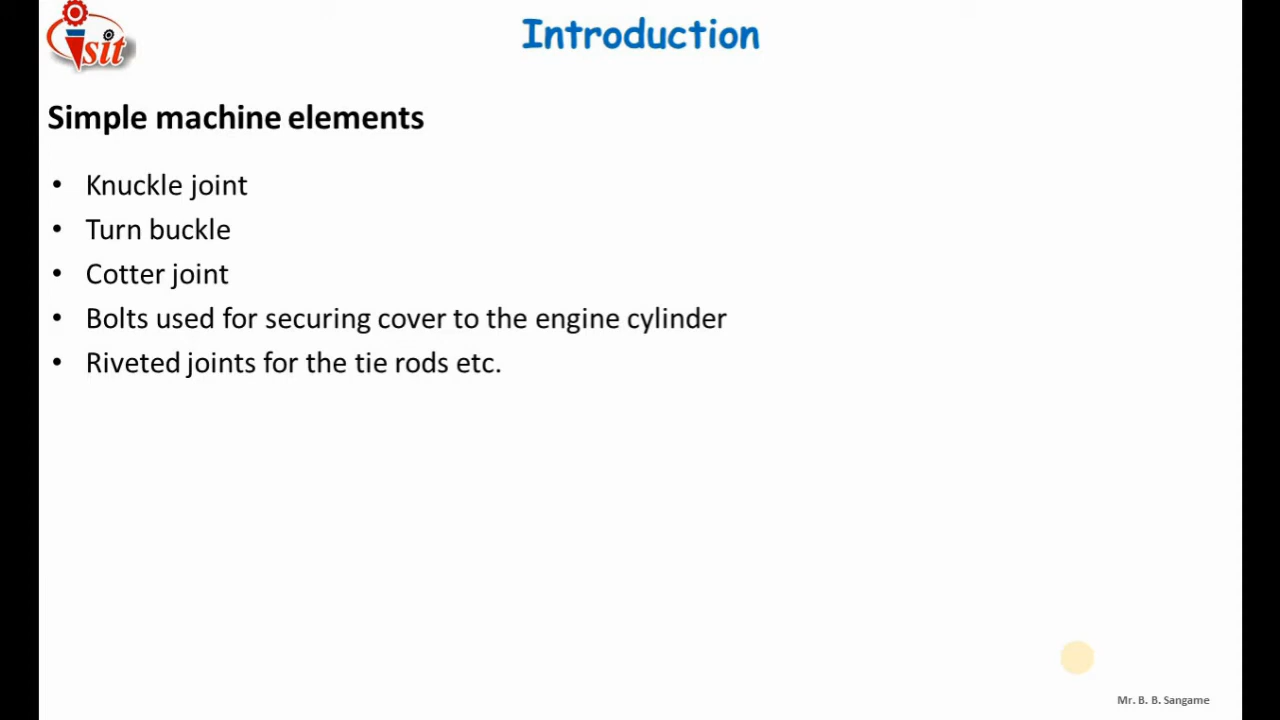 isit
Introduction
Simple machine elements
• Knuckle joint
• Turn buckle
• Cotter joint
• Bolts used for securing cover to the engine cylinder
• Riveted joints for the tie rods etc.
Mr. B. B. Sangame